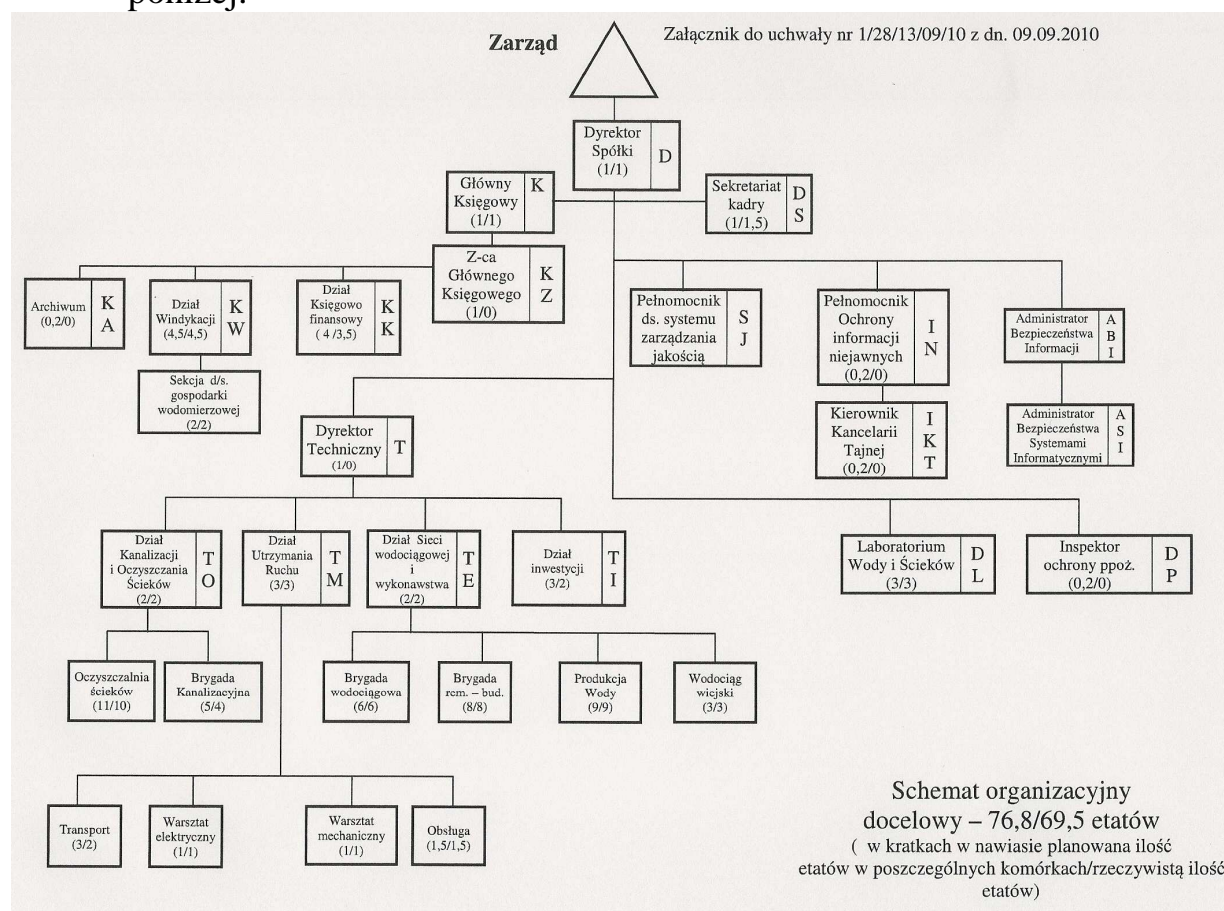 poniżej.
Zarząd
Załącznik do uchwały nr 1/28/13/09/10 z dn. 09.09.2010
Dyrektor
Spółki
(1/1)
D
Główny
Księgowy
(1/1)
K
Sekretariat
kadry
(1/1,5)
D
S
Z-ca
Głównego
Księgowego
(1/0)
K
Z
Archiwum
(0,2/0)
K
A
Dział
Windykacji
(4,5/4,5)
K
W
Dział
Księgowo
finansowy
( 4 /3,5)
K
K
Sekcja d/s.
gospodarki
wodomierzowej
(2/2)
Pełnomocnik
ds. systemu
zarządzania
jakością
S
J
Pełnomocnik
Ochrony
informacji
niejawnych
(0,2/0)
I
N
Administrator
Bezpieczeństwa
Informacji
A
B
I
Kierownik
Kancelarii
Tajnej
(0,2/0)
I
K
T
Administrator
Bezpieczeństwa
Systemami
Informatycznymi
A
S
I
Dyrektor
Techniczny
(1/0)
T
Dział
Kanalizacji
i Oczyszczania
Ścieków
(2/2)
T
O
Dział
Utrzymania
Ruchu
(3/3)
T
M
Dział Sieci
wodociągowej
i
wykonawstwa
(2/2)
T
E
Dział
inwestycji
(3/2)
T
I
Laboratorium
Wody i Ścieków
(3/3)
D
L
Inspektor
ochrony ppoż.
(0,2/0)
D
P
Oczyszczalnia
ścieków
(11/10)
Brygada
Kanalizacyjna
(5/4)
Brygada
wodociągowa
(6/6)
Brygada
rem. – bud.
(8/8)
Produkcja
Wody
(9/9)
Wodociąg
wiejski
(3/3)
Transport
(3/2)
Warsztat
elektryczny
(1/1)
Warsztat
mechaniczny
(1/1)
Obsługa
(1,5/1,5)
Schemat organizacyjny
docelowy – 76,8/69,5 etatów
( w kratkach w nawiasie planowana ilość
etatów w poszczególnych komórkach/rzeczywistą ilość
etatów)